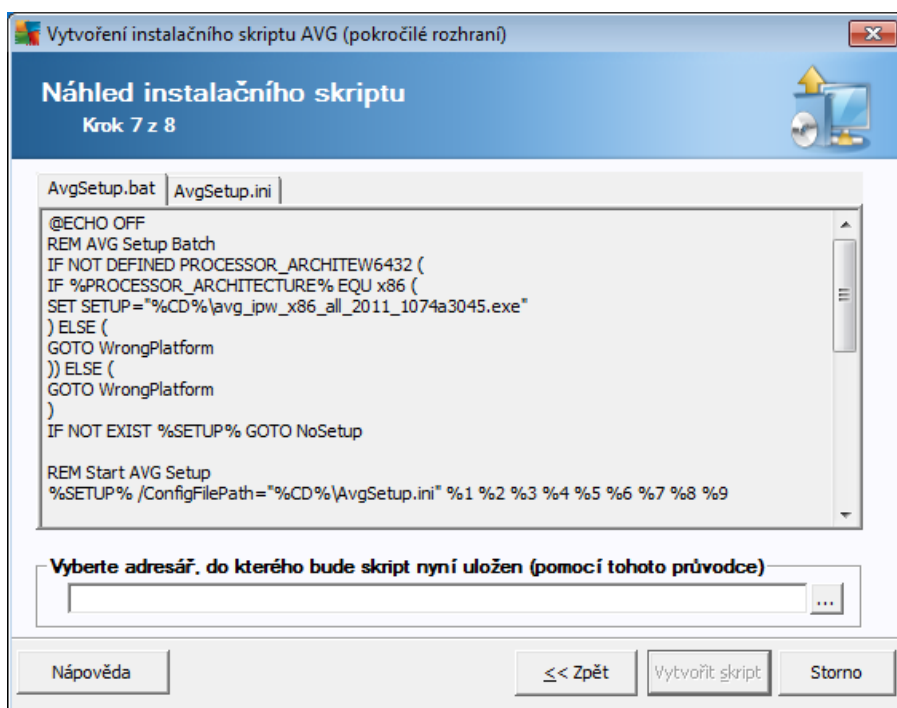 Vytvoření instalačního skriptu AVG (pokročilé rozhraní)
Náhled instalačního skriptu
Krok 7 z 8
AvgSetup.bat
AvgSetup.ini
@ECHO OFF
REM AVG Setup Batch
IF NOT DEFINED PROCESSOR_ARCHITEW6432 (
IF %PROCESSOR_ARCHITECTURE% EQU x86 (
SET SETUP="%CD%\avg_ipw_x86_all_2011_1074a3045.exe"
) ELSE (
GOTO WrongPlatform
)) ELSE (
GOTO WrongPlatform
)
IF NOT EXIST %SETUP% GOTO NoSetup
REM Start AVG Setup
%SETUP% /ConfigFilePath="%CD%\AvgSetup.ini" %1 %2 %3 %4 %5 %6 %7 %8 %9
Vyberte adresář, do kterého bude skript nyní uložen (pomocí tohoto průvodce)
...
Nápověda
<< Zpět
Vytvořit skript
Storno